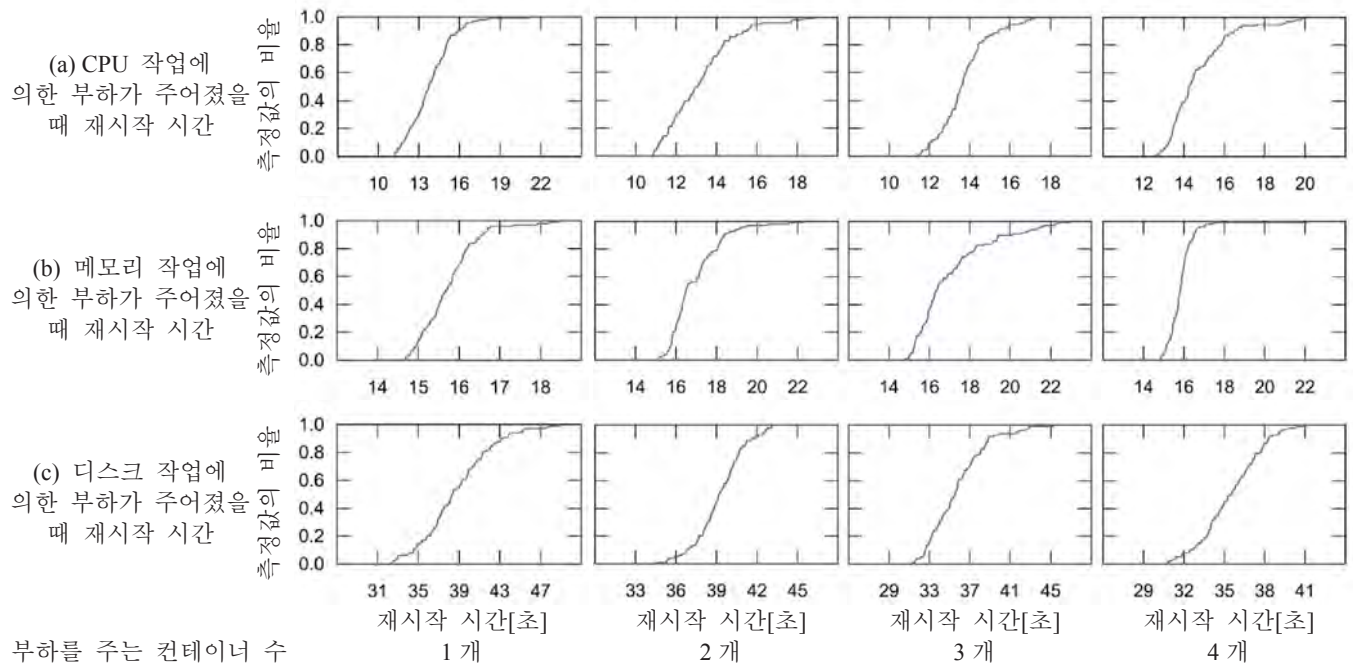 (a) CPU 작업에
의한 부하가 주어졌을
때 재시작 시간
측정값의 비율
1.0
0.8
0.6
0.4
0.2
0.0
10 13 16 19 22
10 12 14 16 18
10 12 14 16 18
12 14 16 18 20
(b) 메모리 작업에
의한 부하가 주어졌을
때 재시작 시간
측정값의 비율
1.0
0.8
0.6
0.4
0.2
0.0
14 15 16 17 18
14 16 18 20 22
14 16 18 20 22
14 16 18 20 22
(c) 디스크 작업에
의한 부하가 주어졌을
때 재시작 시간
측정값의 비율
1.0
0.8
0.6
0.4
0.2
0.0
31 35 39 43 47
33 36 39 42 45
29 33 37 41 45
29 32 35 38 41
재시작 시간[초] 재시작 시간[초] 재시작 시간[초] 재시작 시간[초]
부하를 주는 컨테이너 수 1개 2개 3개 4개